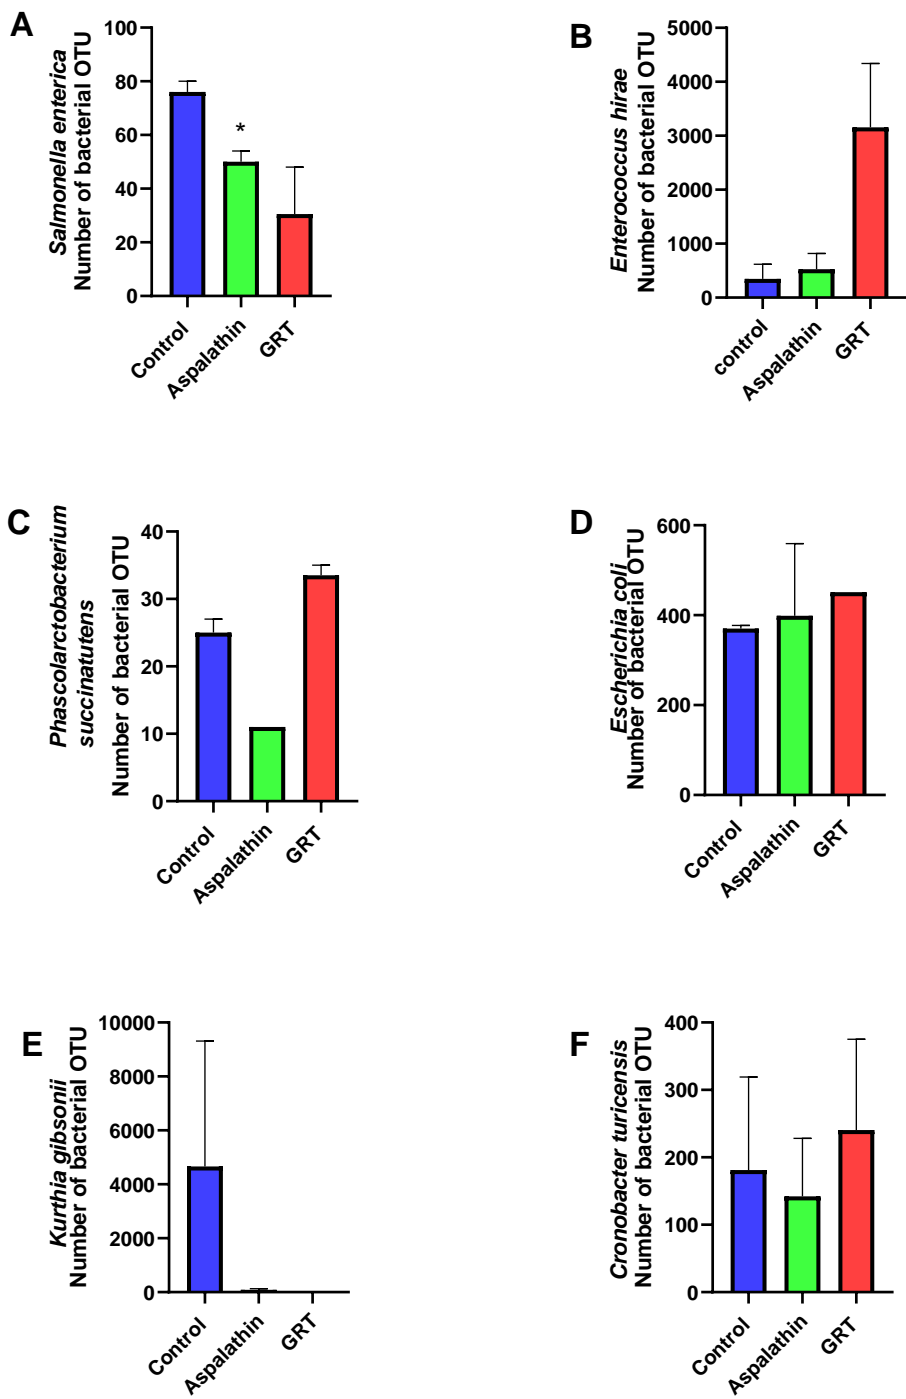 A
Salmonella enterica
Number of bacterial OTU
100
80
60
40
20
0
*
Control
Aspalathin
GRT
B
Enterococcus hirae
Number of bacterial OTU
5000
4000
3000
2000
1000
0
control
Aspalathin
GRT
C
Phascolarctobacterium
succinatutens
Number of bacterial OTU
40
30
20
10
0
Control
Aspalathin
GRT
D
Escherichia coli
Number of bacterial OTU
600
400
200
0
Control
Aspalathin
GRT
E
Kurthia gibsonii
Number of bacterial OTU
10000
8000
6000
4000
2000
0
Control
Aspalathin
GRT
F
Cronobacter turicensis
Number of bacterial OTU
400
300
200
100
0
Control
Aspalathin
GRT